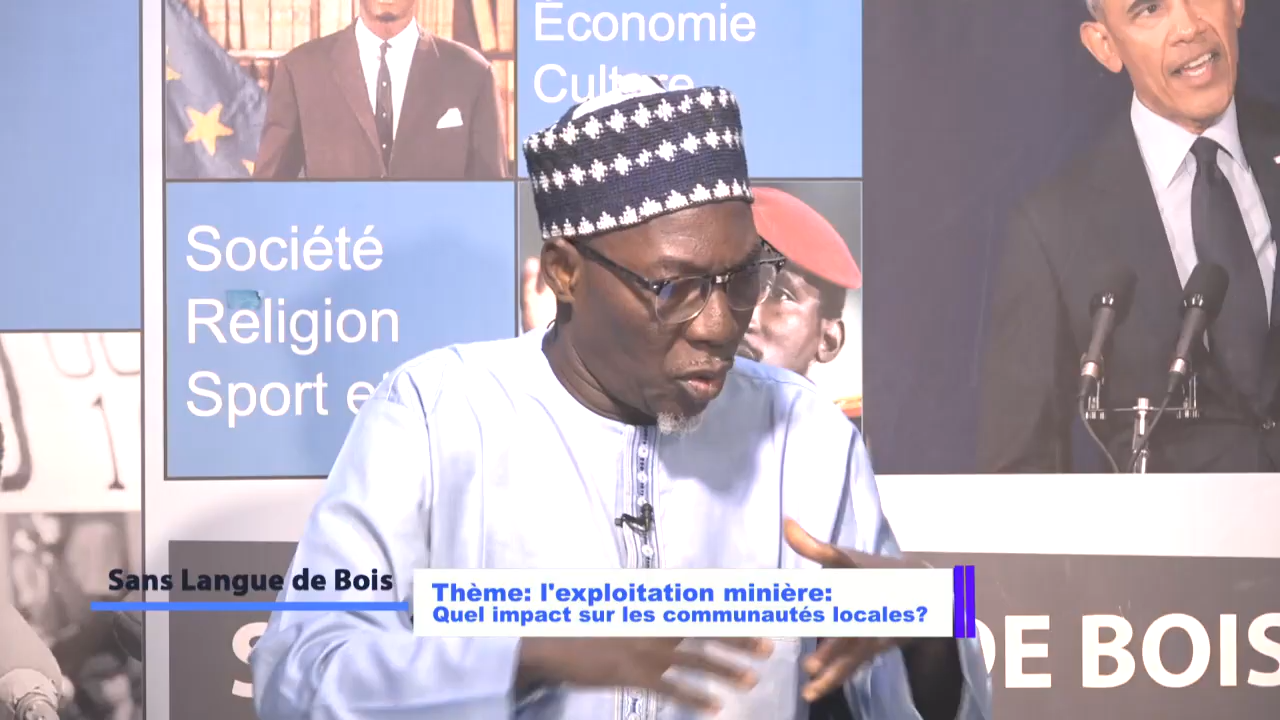 Économie
Culture
Société
Religion
Sport et
Sans Langue de Bois
Thème: l'exploitation minière:
Quel impact sur les communautés locales?
S
DE BOIS